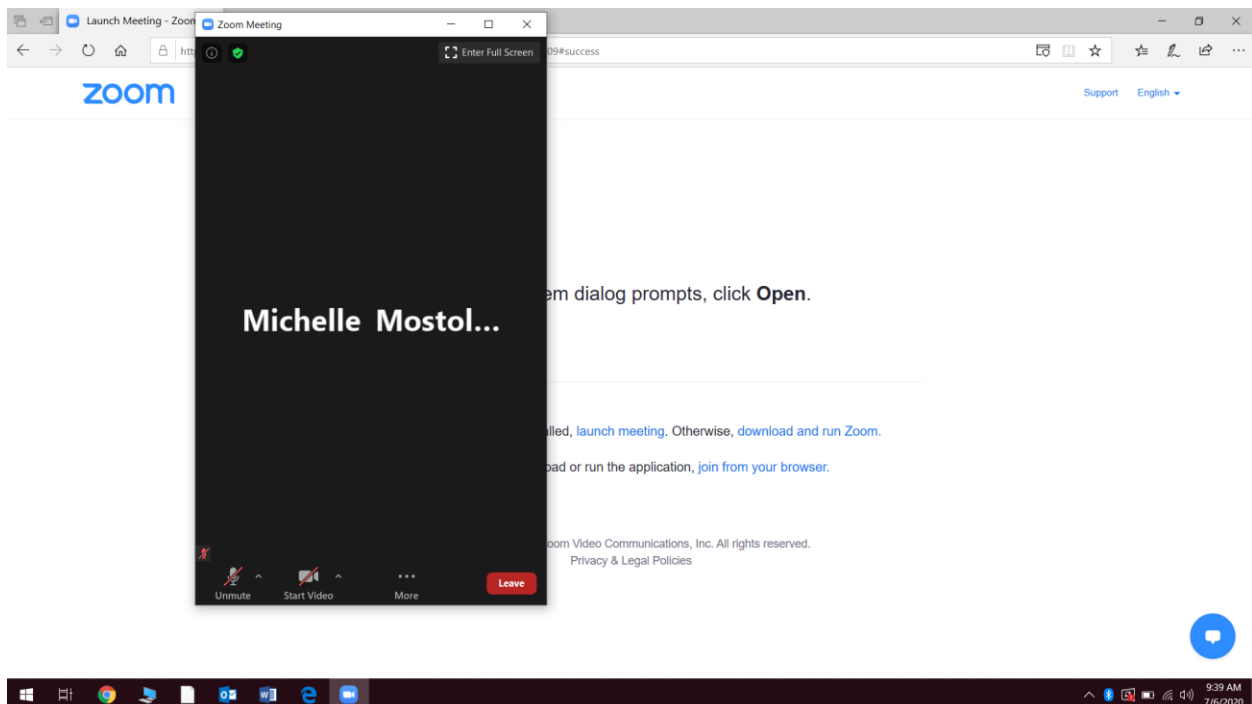 Launch Meeting - Zoon
Zoom Meeting
Enter Full Screen
09#success
zoom
Support English
em dialog prompts, click Open.
Michelle Mostol...
lled, launch meeting. Otherwise, download and run Zoom.
oad or run the application, join from your browser.
oom Video Communications, Inc. All rights reserved.
Privacy & Legal Policies
Unmute Start Video More Leave
9:39 AM
7/6/2020